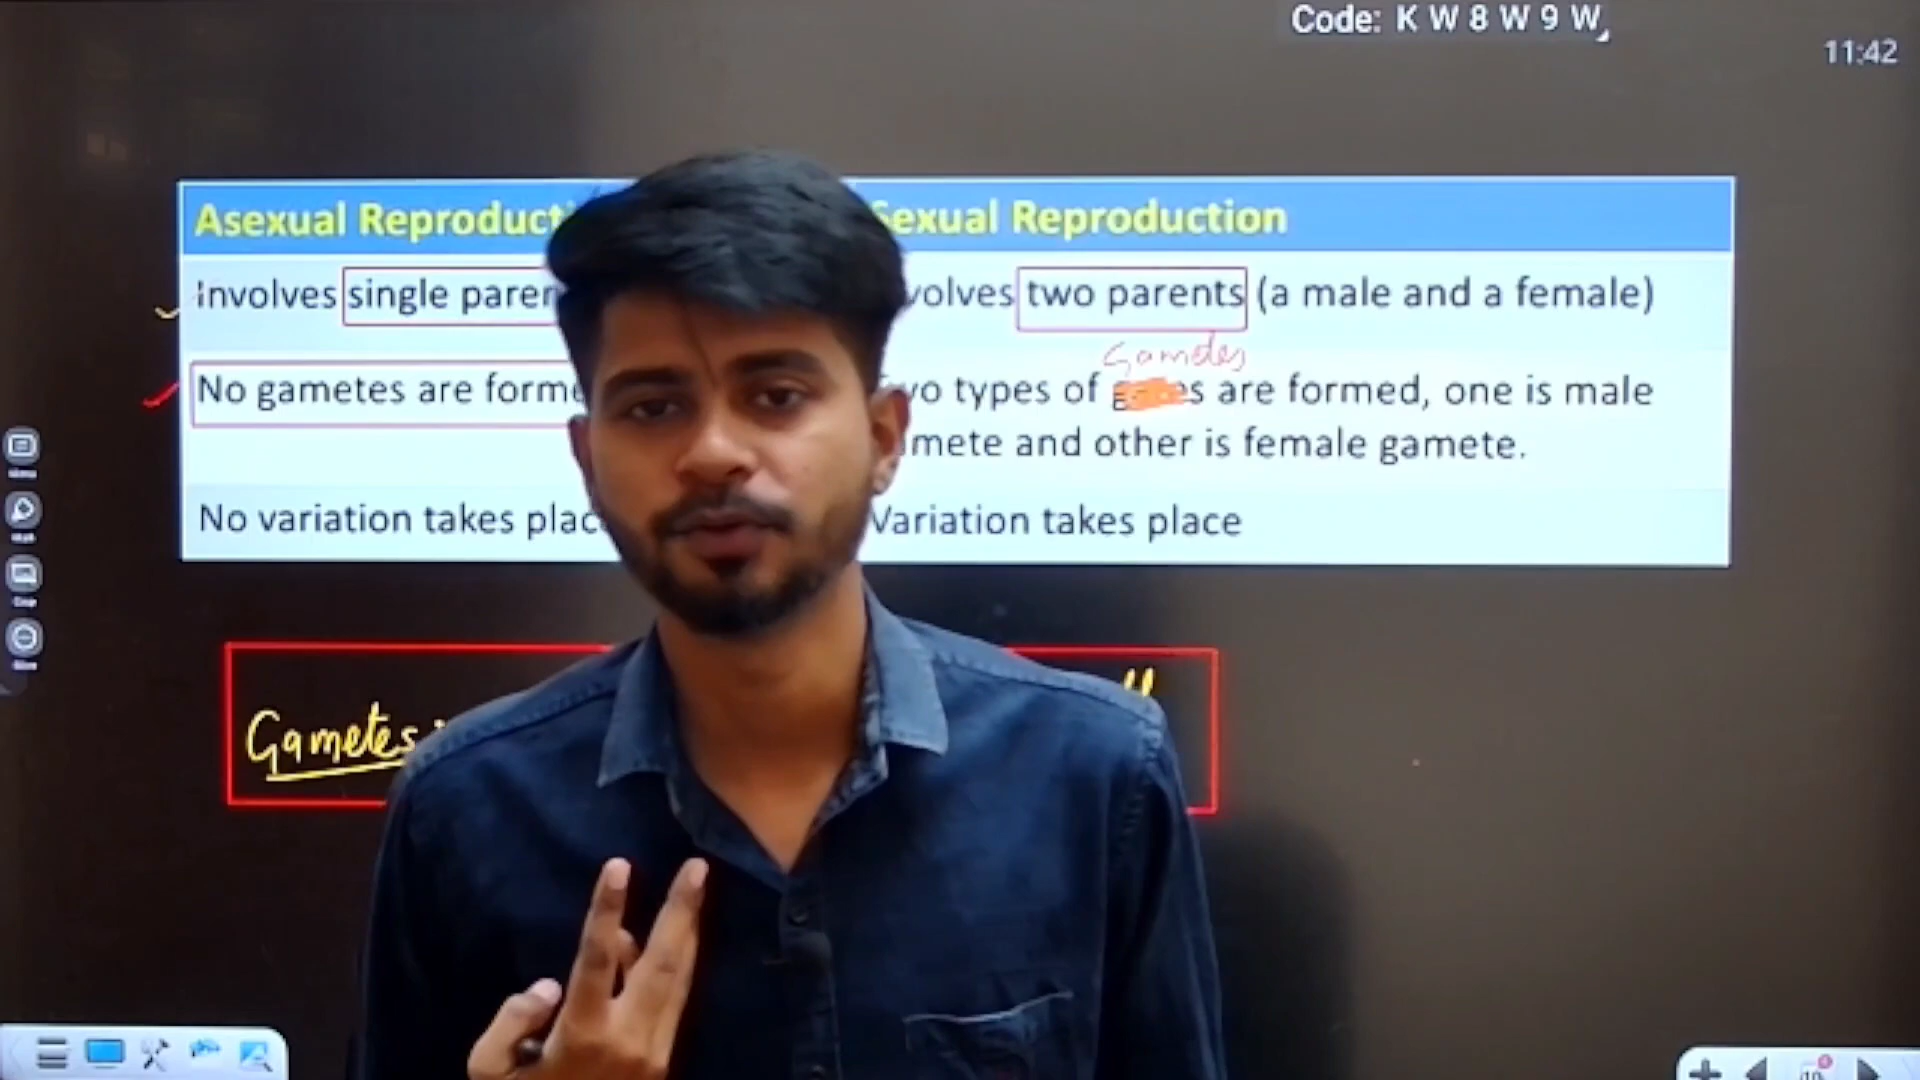 Code: K W 8 W 9 W
11:42
Asexual Reproducti
Sexual Reproduction
Involves single paren
volves two parents (a male and a female)
Gametes
No gametes are forme
wo types of are formed, one is male
mete and other is female gamete.
No variation takes plac
Variation takes place
Gametes